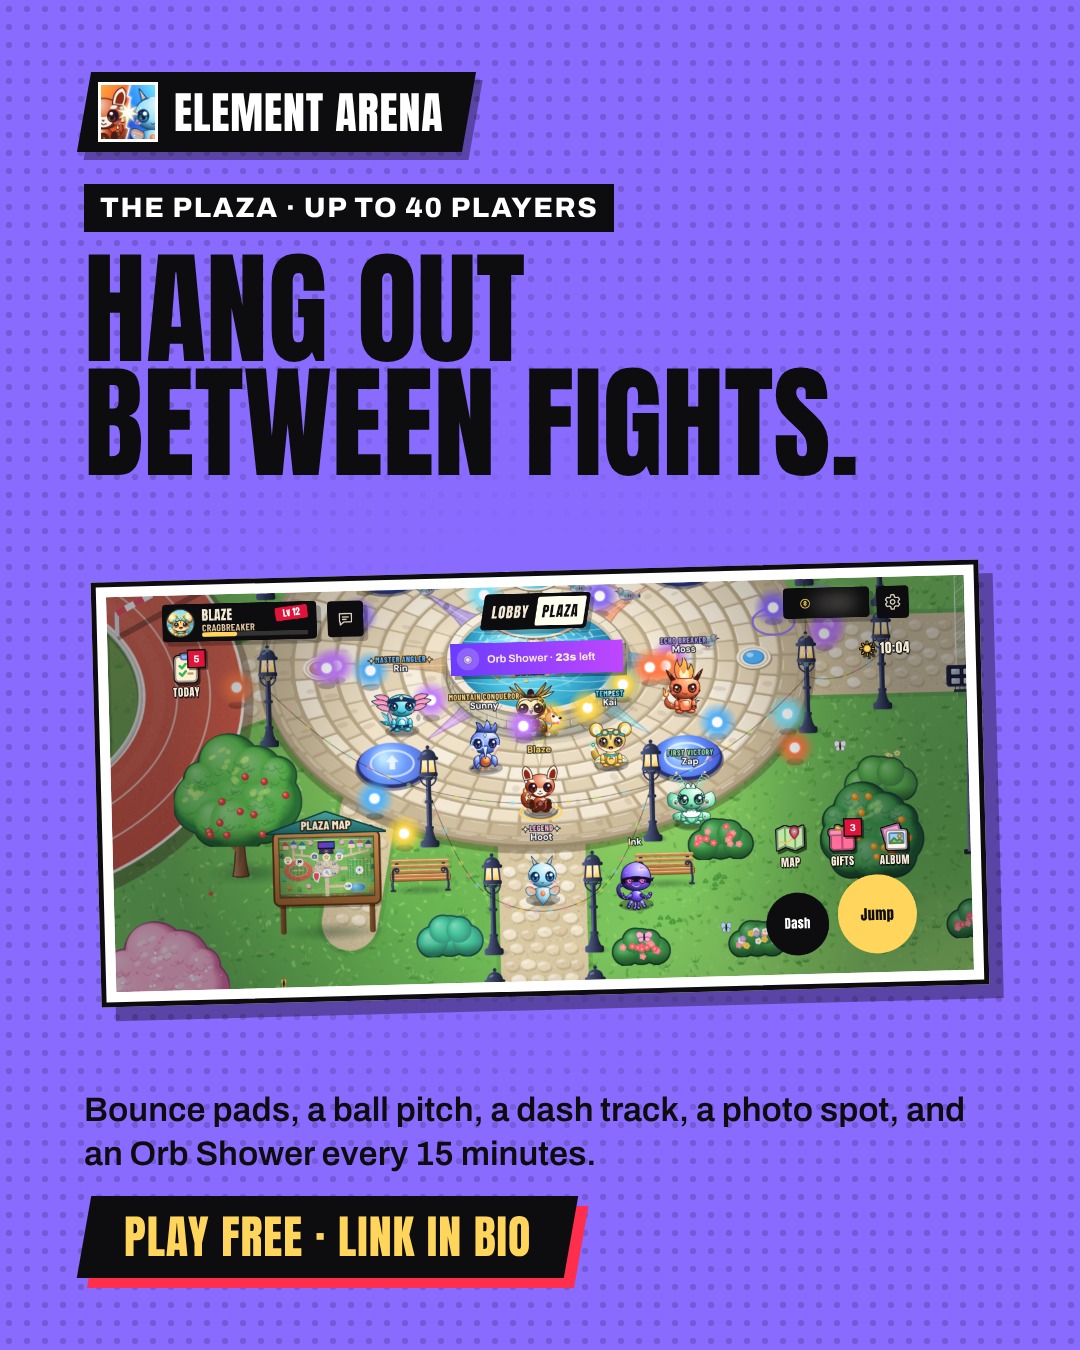 ELEMENT ARENA
THE PLAZA · UP TO 40 PLAYERS
HANG OUT
BETWEEN FIGHTS.
BLAZE
Lv 12
CRAGBREAKER
LOBBY PLAZA
5
TODAY
Orb Shower · 23s left
10:04
ECHO BREAKER
Moss
MASTER ANGLER
Rin
MOUNTAIN CONQUEROR
Sunny
TEMPEST
Kai
Blaze
FIRST VICTORY
Zap
PLAZA MAP
LEGEND
Hoot
Ink
MAP
3
GIFTS
ALBUM
Dash
Jump
Bounce pads, a ball pitch, a dash track, a photo spot, and
an Orb Shower every 15 minutes.
PLAY FREE · LINK IN BIO